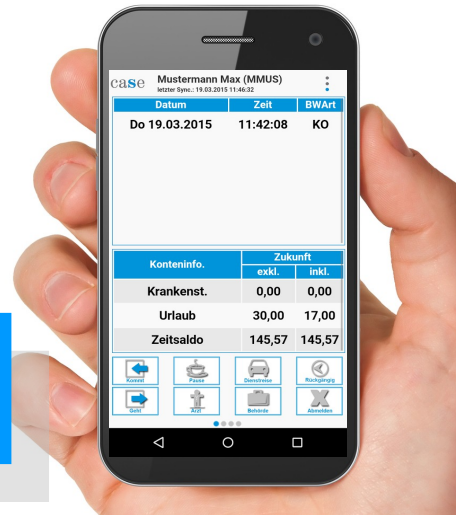 case Mustermann Max (MMUS)
letzter Sync.: 19.03.2015 11:46:32
Datum Zeit BWArt
Do 19.03.2015 11:42:08 KO
Konteninfo. Zukunft
exkl. inkl.
Krankenst. 0,00 0,00
Urlaub 30,00 17,00
Zeitsaldo 145,57 145,57
Kommt Pause Dienstreise Rückgängig
Geht Arzt Behörde Abmelden